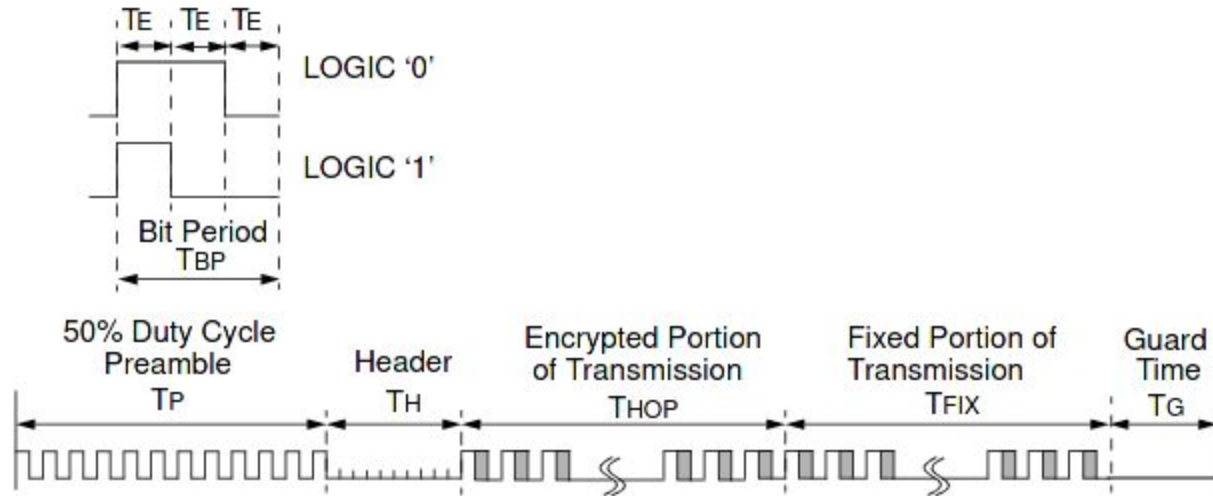 TE TE TE
LOGIC ‘0’
LOGIC ‘1’
Bit Period
TBP
50% Duty Cycle
Preamble
TP
Header
TH
Encrypted Portion
of Transmission
THOP
Fixed Portion of
Transmission
TFIX
Guard
Time
TG